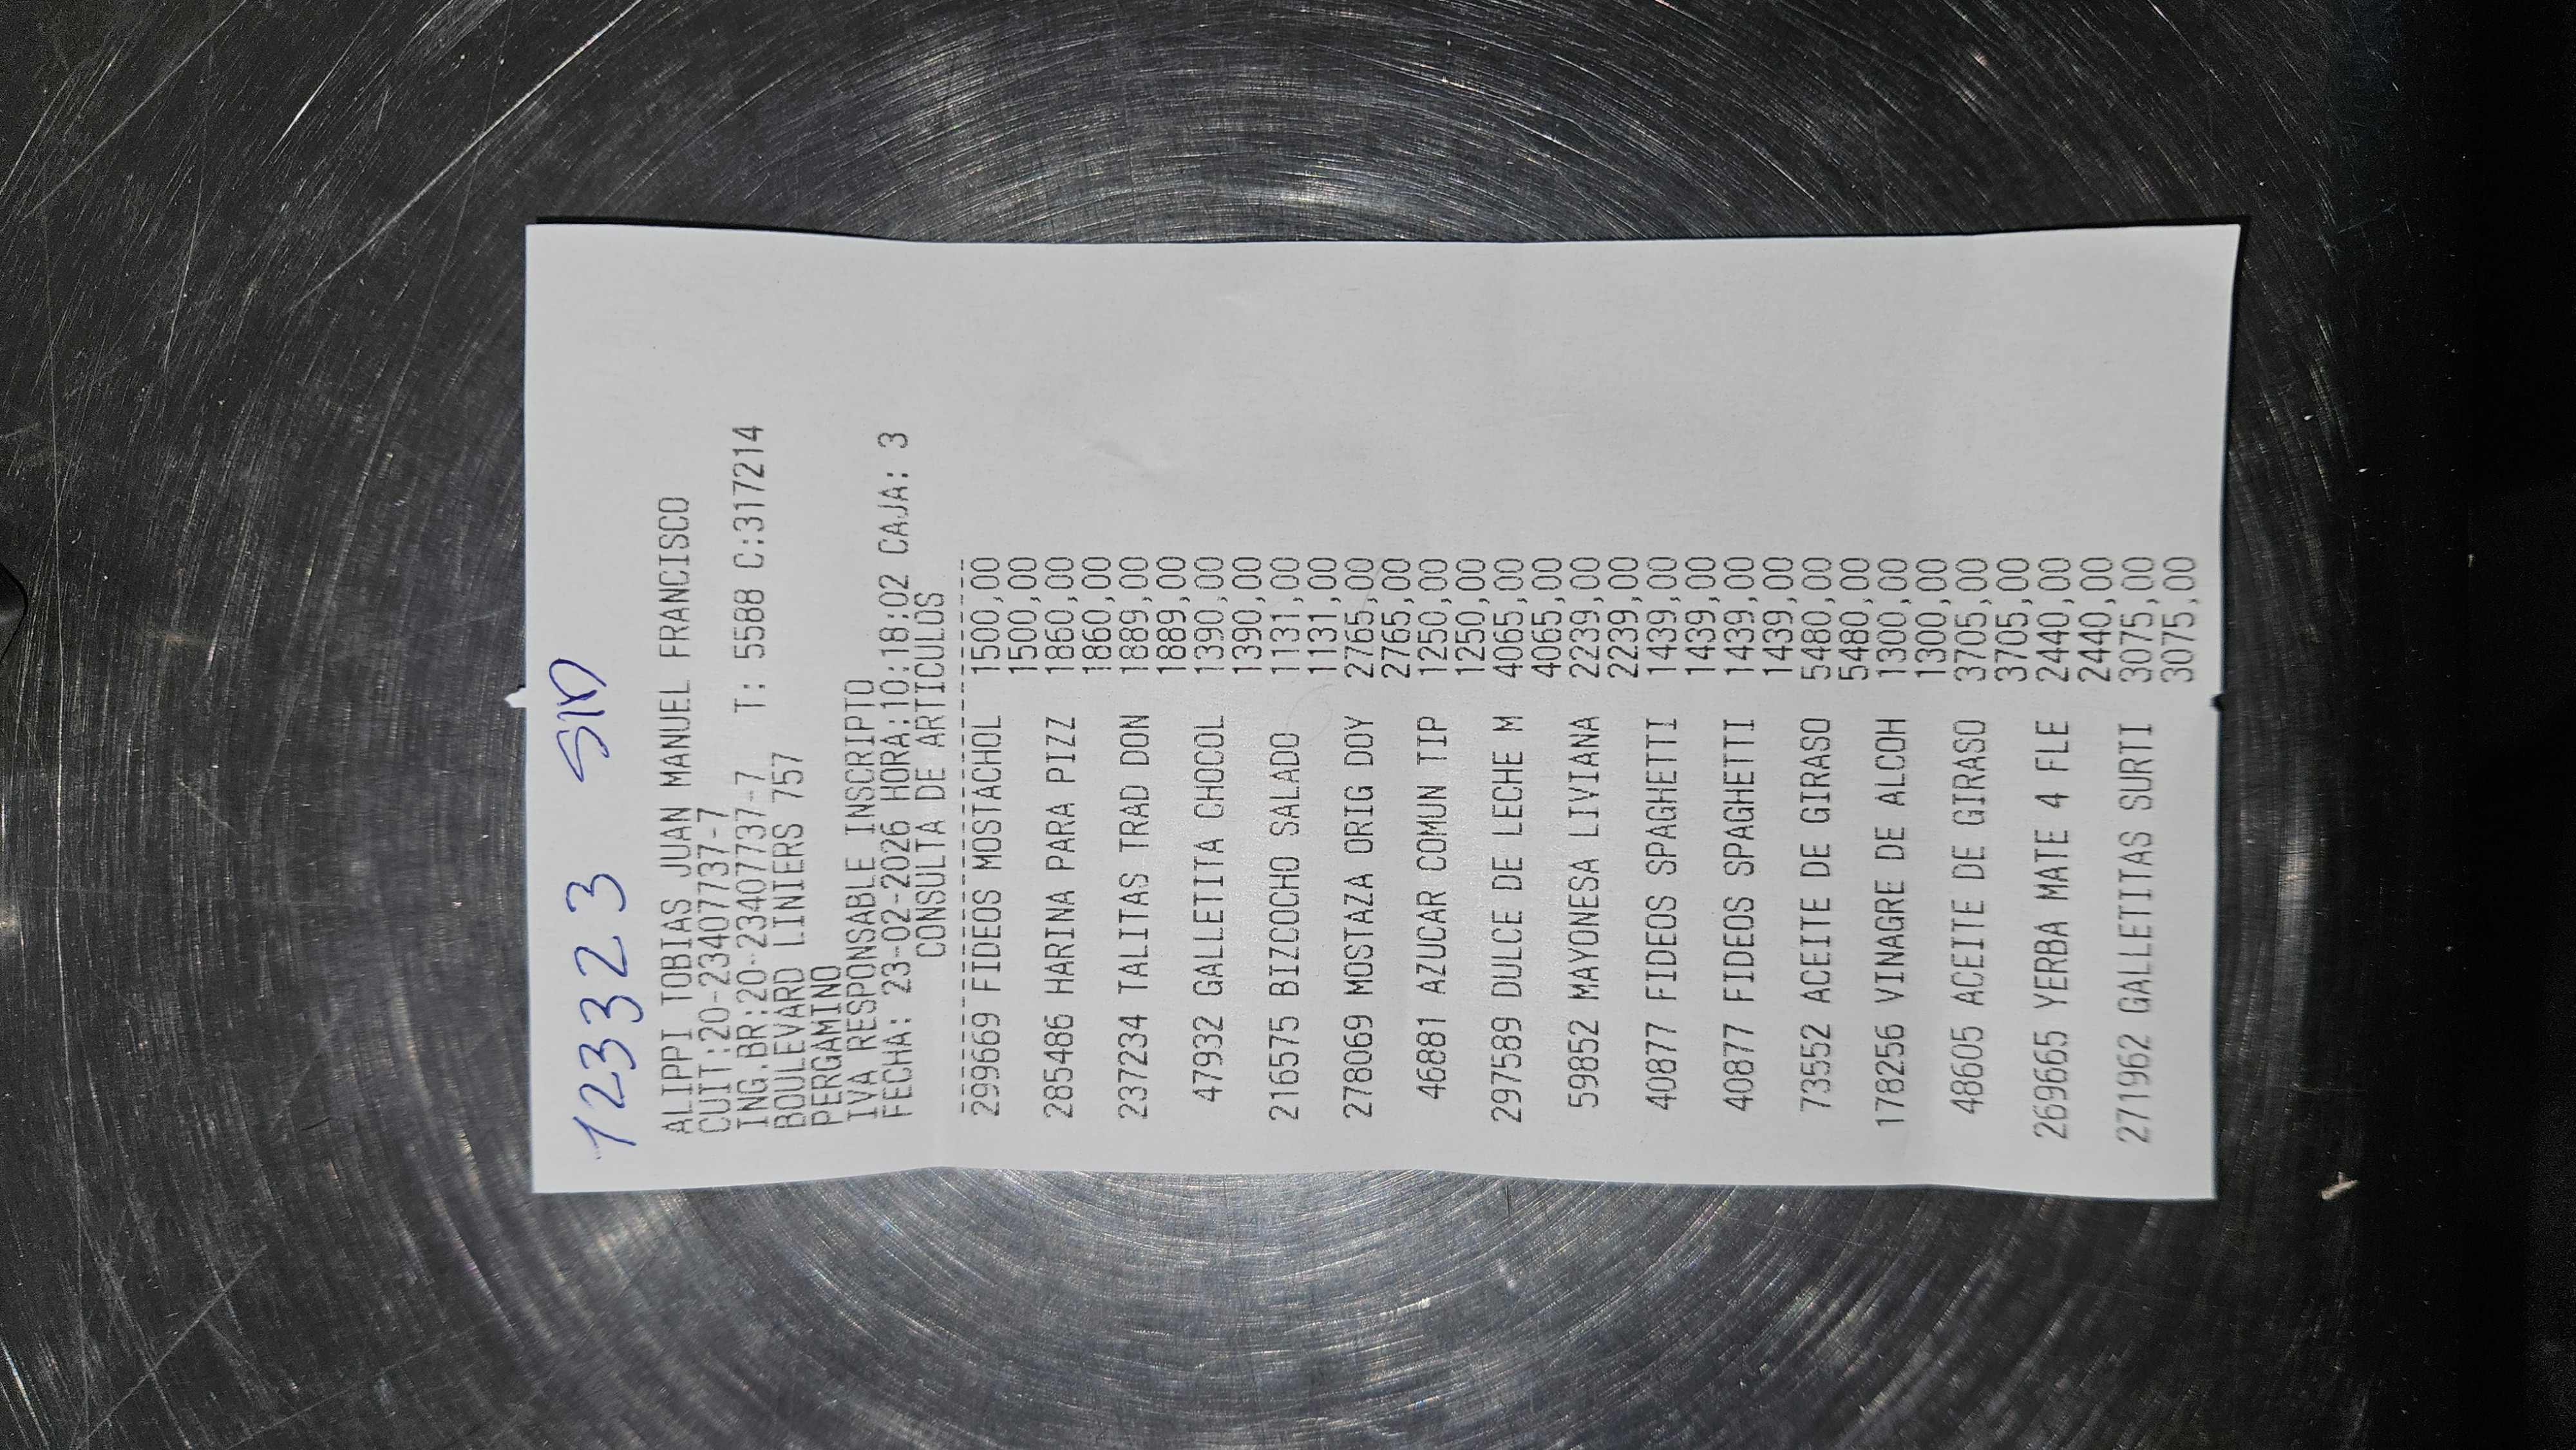 123323 SID
ALIPPI TOBIAS JUAN MANUEL FRANCISCO
CUIT:20-23407737-7
ING.BR:20-23407737-7 T: 5588 C:317214
BOULEVARD LINIERS 757
PERGAMINO
IVA RESPONSABLE INSCRIPTO
FECHA: 23-02-2026 HORA:10:18:02 CAJA: 3
CONSULTA DE ARTICULOS
299669 FIDEOS MOSTACHOL 1500,00
1500,00
285486 HARINA PARA PIZZ 1860,00
1860,00
237234 TALITAS TRAD DON 1889,00
1889,00
47932 GALLETITA CHOCOL 1390,00
1390,00
216575 BIZCOCHO SALADO 1131,00
1131,00
278069 MOSTAZA ORIG DOY 2765,00
2765,00
46881 AZUCAR COMUN TIP 1250,00
1250,00
297589 DULCE DE LECHE M 4065,00
4065,00
59852 MAYONESA LIVIANA 2239,00
2239,00
40877 FIDEOS SPAGHETTI 1439,00
1439,00
40877 FIDEOS SPAGHETTI 1439,00
1439,00
73552 ACEITE DE GIRASO 5480,00
5480,00
178256 VINAGRE DE ALCOH 1300,00
1300,00
48605 ACEITE DE GIRASO 3705,00
3705,00
269665 YERBA MATE 4 FLE 2440,00
2440,00
271962 GALLETITAS SURTI 3075,00
3075,00